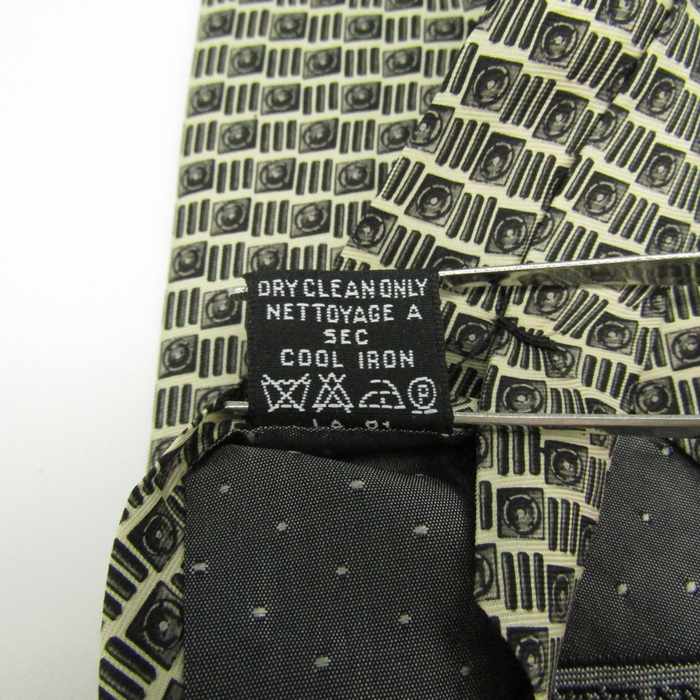 DRY CLEAN ONLY
NETTOYAGE A
SEC
COOL IRON
P